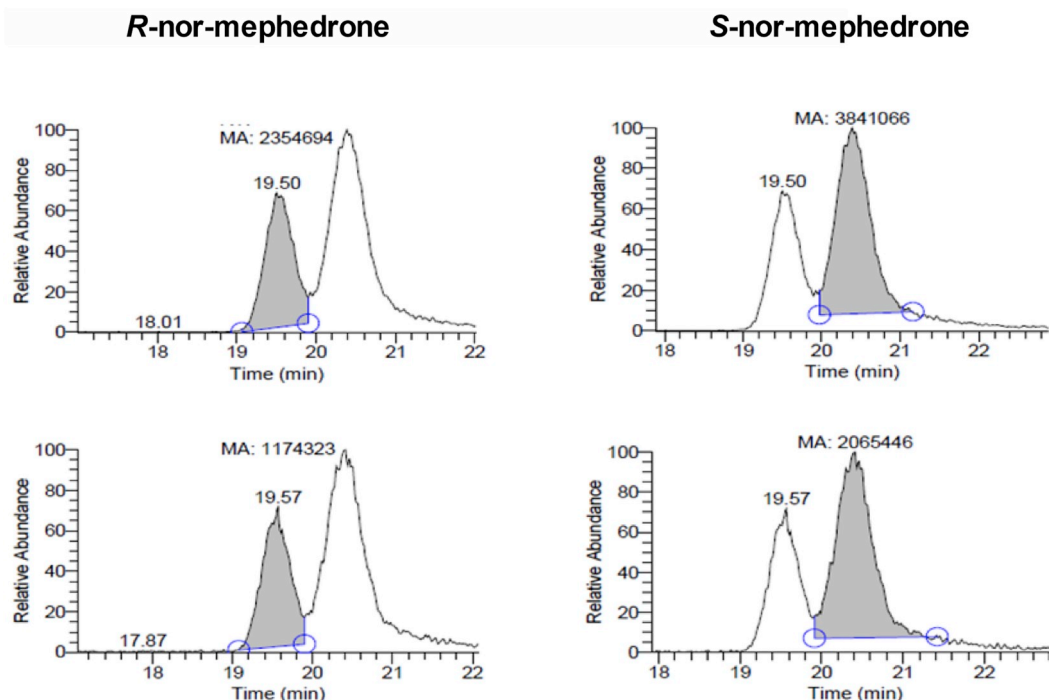 R-nor-mephedrone
S-nor-mephedrone
MA: 2354694
19.50
18.01
100
80
60
40
20
0
Relative Abundance
18 19 20 21 22
Time (min)
MA: 3841066
19.50
100
80
60
40
20
0
Relative Abundance
18 19 20 21 22
Time (min)
MA: 1174323
19.57
17.87
100
80
60
40
20
0
Relative Abundance
18 19 20 21 22
Time (min)
MA: 2065446
19.57
100
80
60
40
20
0
Relative Abundance
18 19 20 21 22
Time (min)